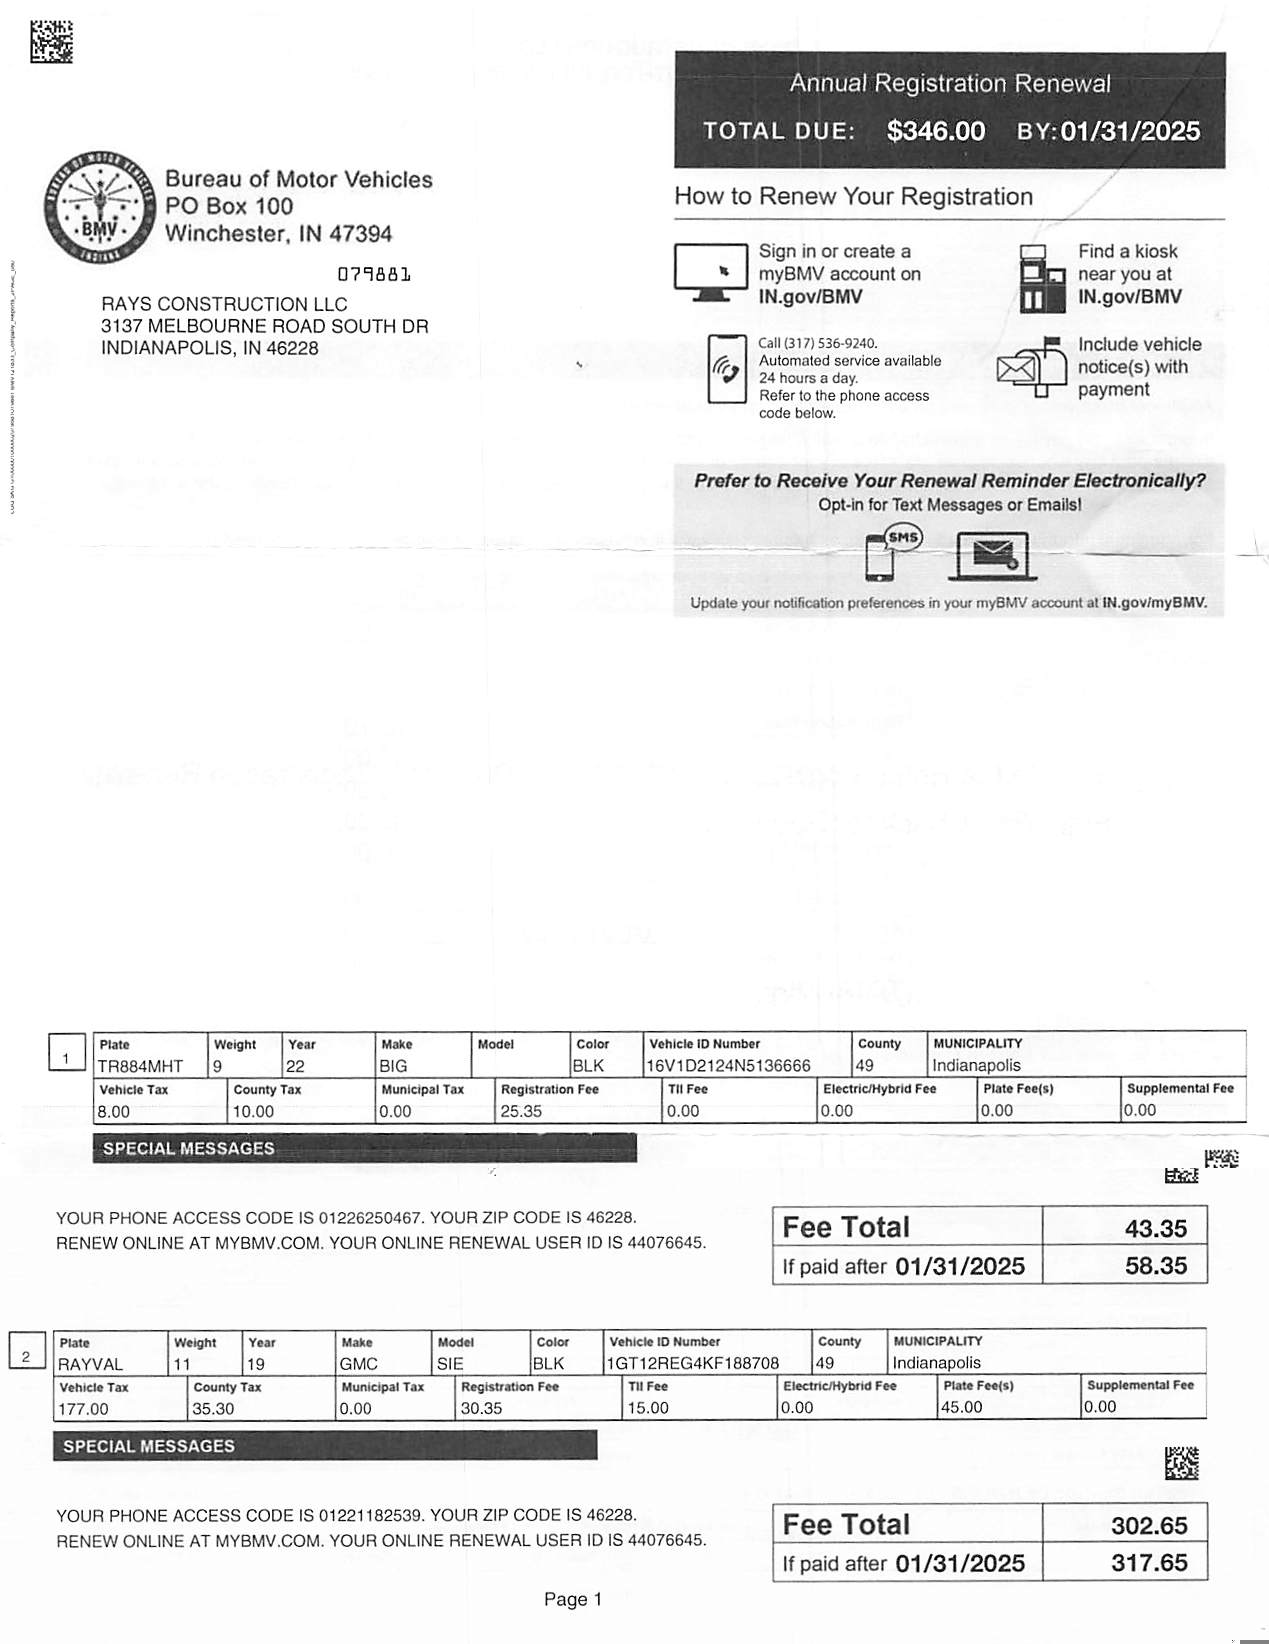 Annual Registration Renewal
TOTAL DUE: $346.00 BY:01/31/2025
BUREAU OF MOTOR VEHICLES
BMV
INDIANA
Bureau of Motor Vehicles
PO Box 100
Winchester, IN 47394
079881
RAYS CONSTRUCTION LLC
3137 MELBOURNE ROAD SOUTH DR
INDIANAPOLIS, IN 46228
How to Renew Your Registration
Sign in or create a
myBMV account on
IN.gov/BMV
Find a kiosk
near you at
IN.gov/BMV
Call (317) 536-9240.
Automated service available
24 hours a day.
Refer to the phone access
code below.
Include vehicle
notice(s) with
payment
Prefer to Receive Your Renewal Reminder Electronically?
Opt-in for Text Messages or Emails!
SMS
Update your notification preferences in your myBMV account at IN.gov/myBMV.
1
Plate Weight Year Make Model Color Vehicle ID Number County MUNICIPALITY
TR884MHT 9 22 BIG BLK 16V1D2124N5136666 49 Indianapolis
Vehicle Tax County Tax Municipal Tax Registration Fee TII Fee Electric/Hybrid Fee Plate Fee(s) Supplemental Fee
8.00 10.00 0.00 25.35 0.00 0.00 0.00 0.00
SPECIAL MESSAGES
YOUR PHONE ACCESS CODE IS 01226250467. YOUR ZIP CODE IS 46228.
RENEW ONLINE AT MYBMV.COM. YOUR ONLINE RENEWAL USER ID IS 44076645.
Fee Total 43.35
If paid after 01/31/2025 58.35
2
Plate Weight Year Make Model Color Vehicle ID Number County MUNICIPALITY
RAYVAL 11 19 GMC SIE BLK 1GT12REG4KF188708 49 Indianapolis
Vehicle Tax County Tax Municipal Tax Registration Fee TII Fee Electric/Hybrid Fee Plate Fee(s) Supplemental Fee
177.00 35.30 0.00 30.35 15.00 0.00 45.00 0.00
SPECIAL MESSAGES
YOUR PHONE ACCESS CODE IS 01221182539. YOUR ZIP CODE IS 46228.
RENEW ONLINE AT MYBMV.COM. YOUR ONLINE RENEWAL USER ID IS 44076645.
Fee Total 302.65
If paid after 01/31/2025 317.65
Page 1